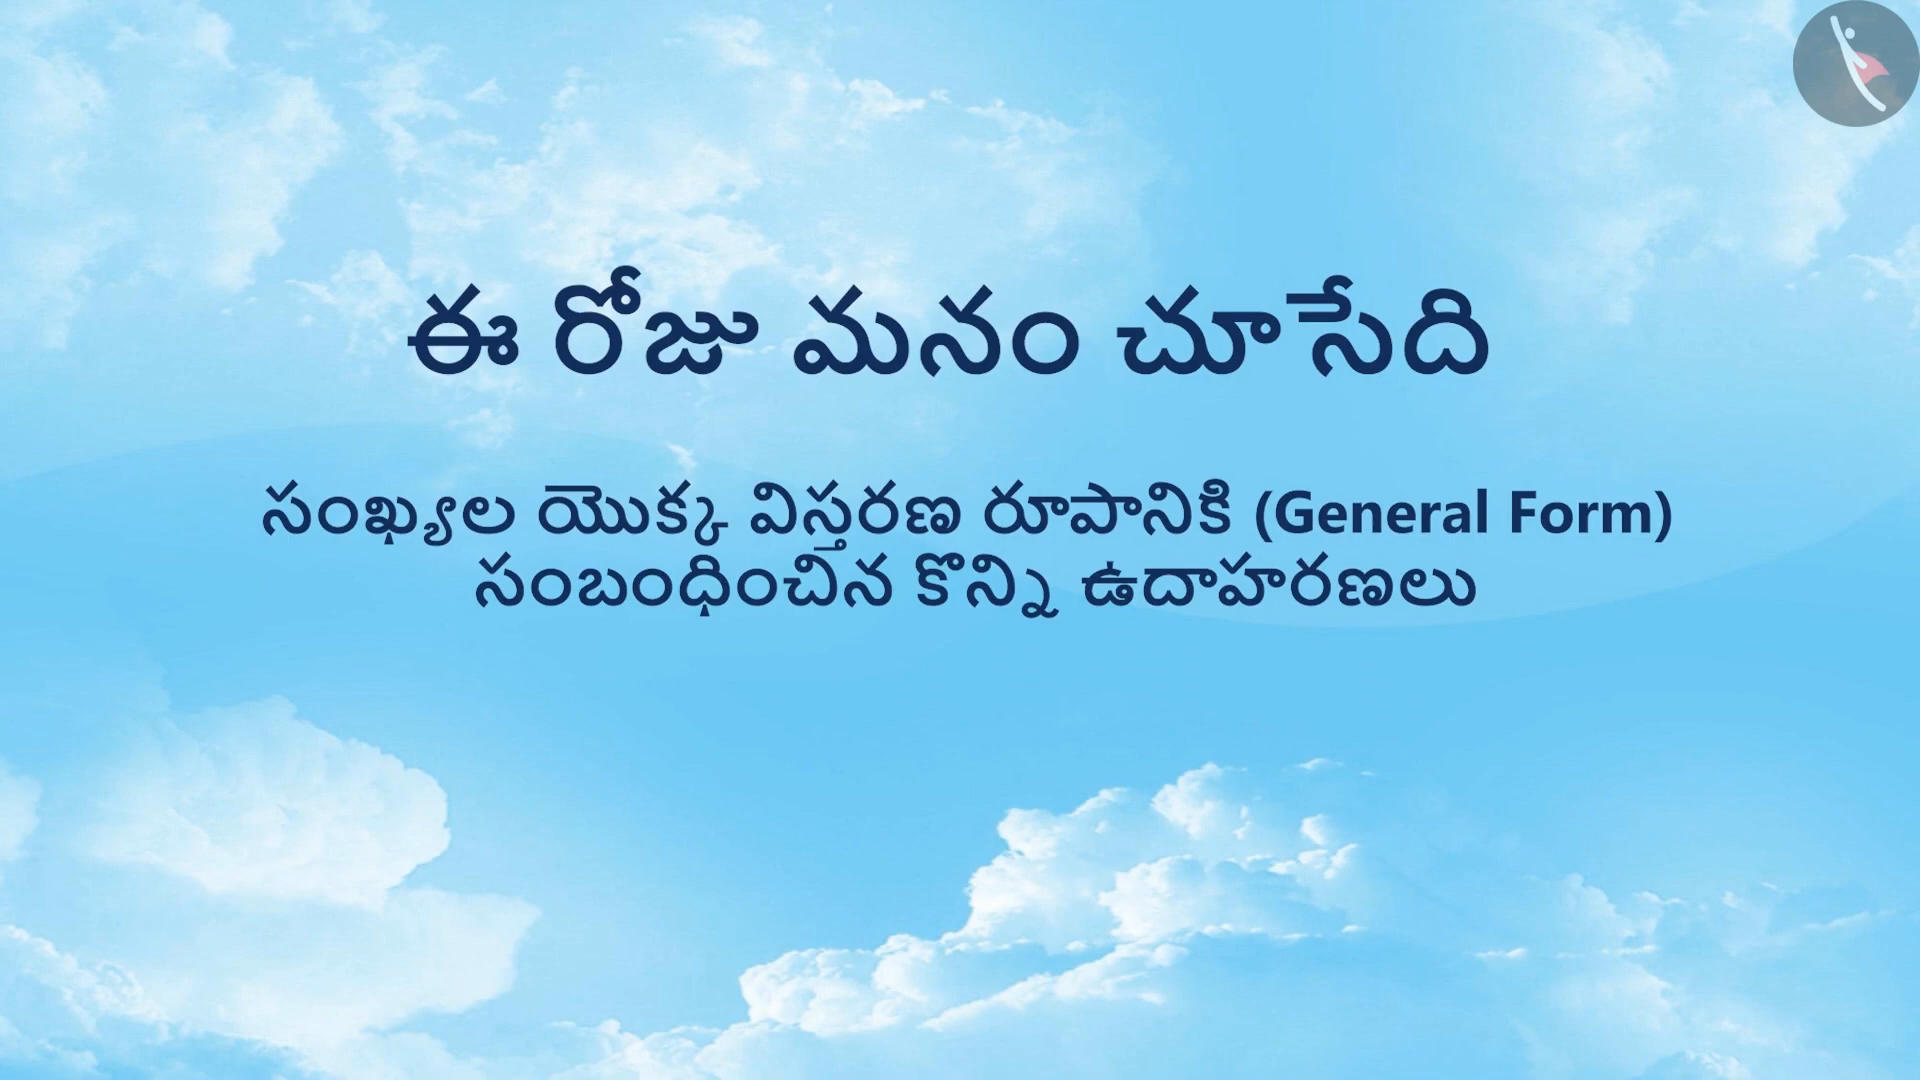 ఈ రోజు మనం చూసేది
సంఖ్యల యొక్క విస్తరణ రూపానికి (General Form)
సంబంధించిన కొన్ని ఉదాహరణలు